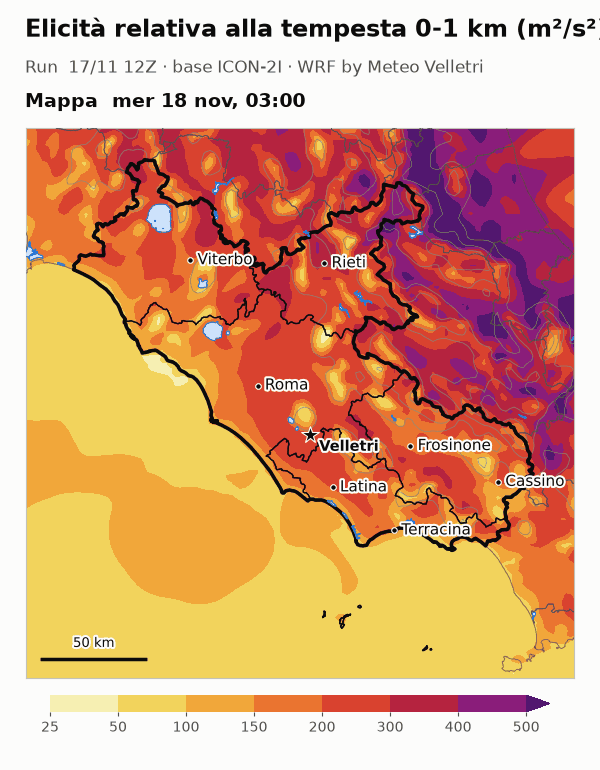 Elicità relativa alla tempesta 0-1 km (m²/s²)
Run 17/11 12Z · base ICON-2I · WRF by Meteo Velletri
Mappa mer 18 nov, 03:00
Viterbo
Rieti
Roma
Velletri
Frosinone
Latina
Cassino
Terracina
50 km
25 50 100 150 200 300 400 500